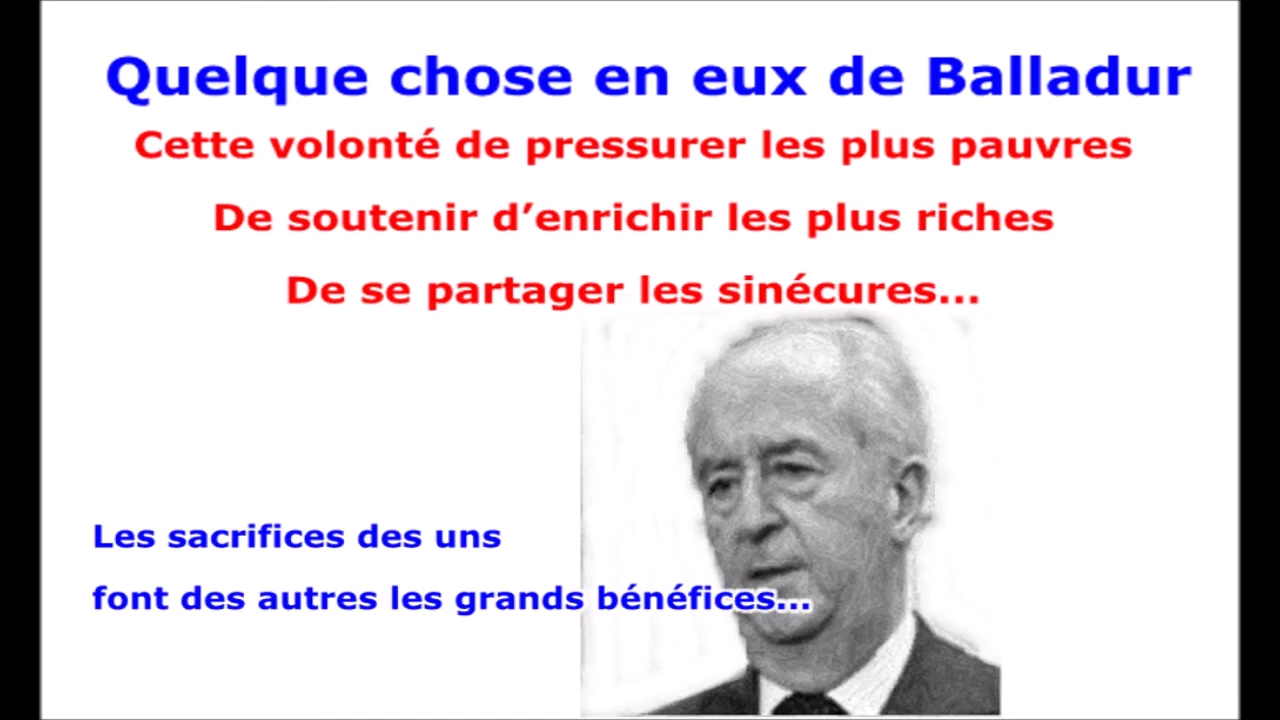 Quelque chose en eux de Balladur
Cette volonté de pressurer les plus pauvres
De soutenir d’enrichir les plus riches
De se partager les sinécures...
Les sacrifices des uns
font des autres les grands bénéfices...